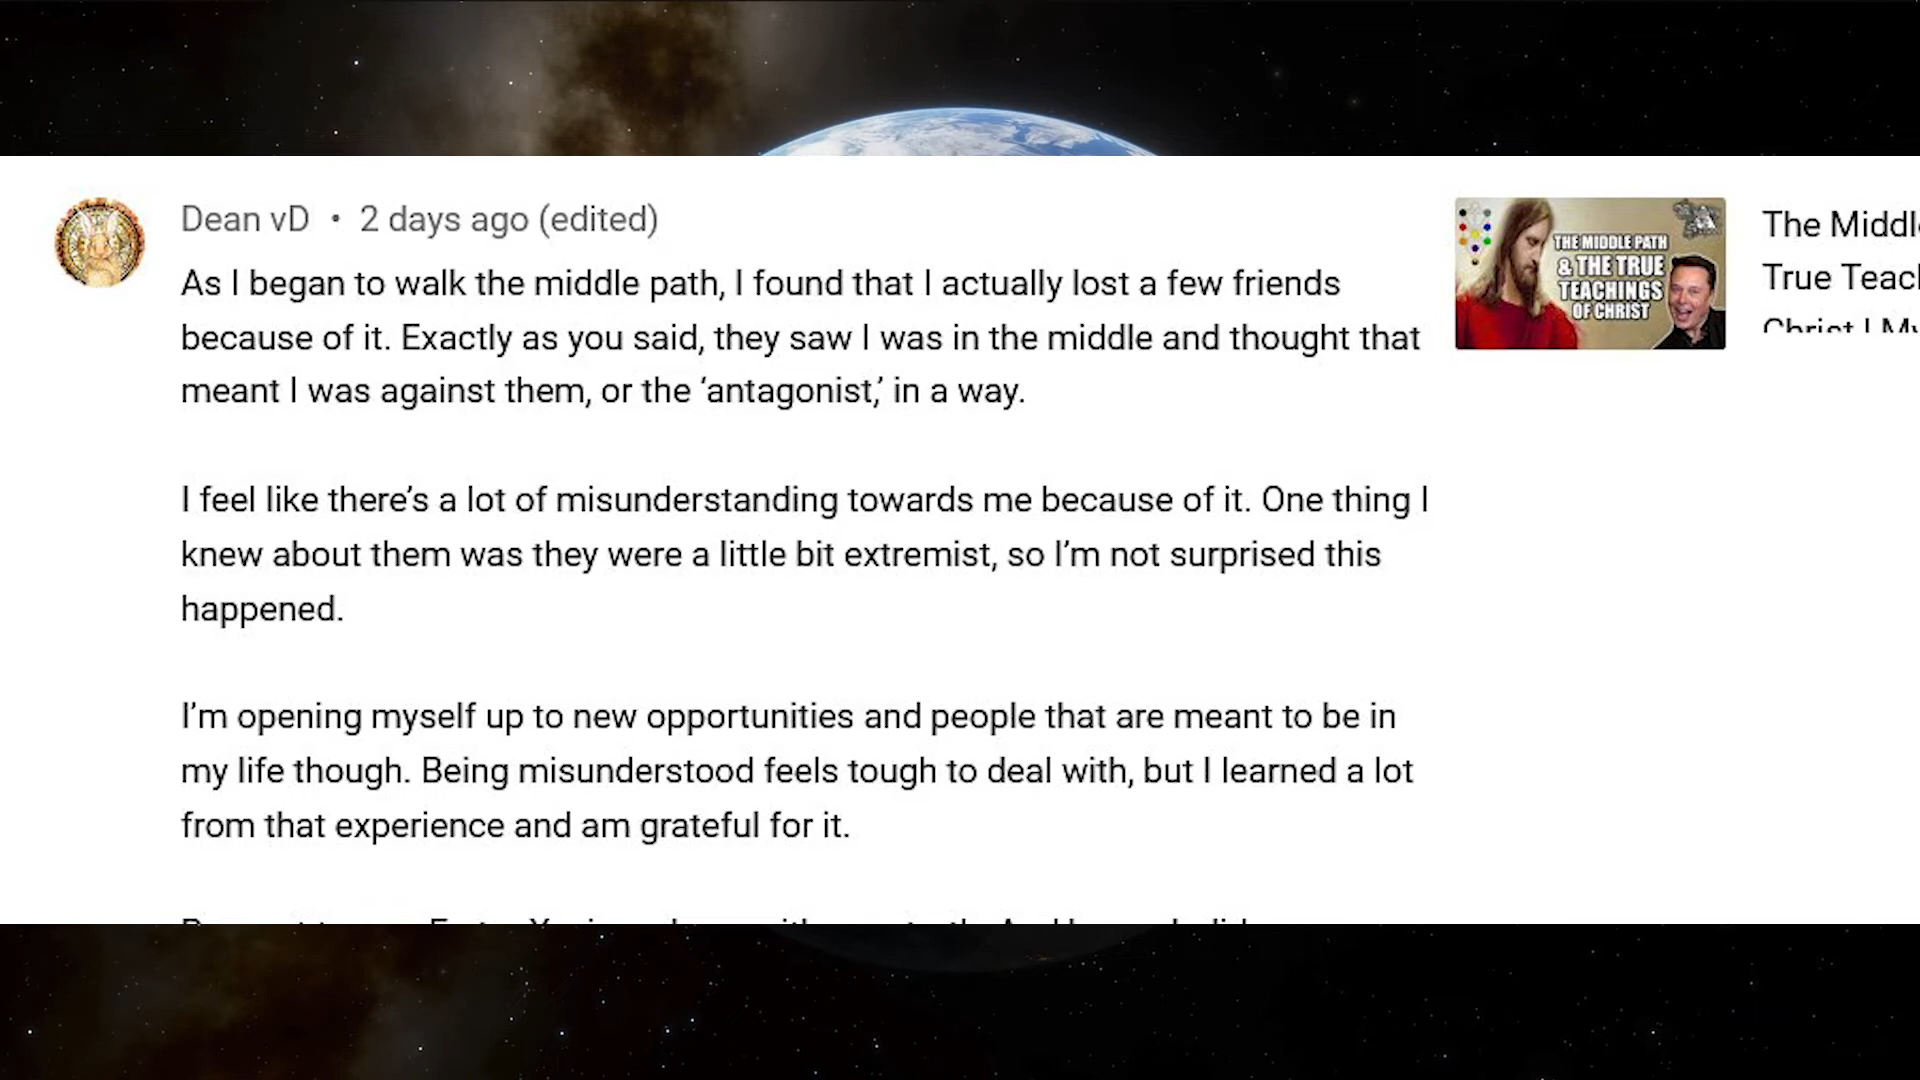 Dean vD • 2 days ago (edited)
As I began to walk the middle path, I found that I actually lost a few friends
because of it. Exactly as you said, they saw I was in the middle and thought that
meant I was against them, or the ‘antagonist,’ in a way.
I feel like there’s a lot of misunderstanding towards me because of it. One thing I
knew about them was they were a little bit extremist, so I’m not surprised this
happened.
I’m opening myself up to new opportunities and people that are meant to be in
my life though. Being misunderstood feels tough to deal with, but I learned a lot
from that experience and am grateful for it.
THE MIDDLE PATH
& THE TRUE
TEACHINGS
OF CHRIST
The Middl
True Teac
Christ | My